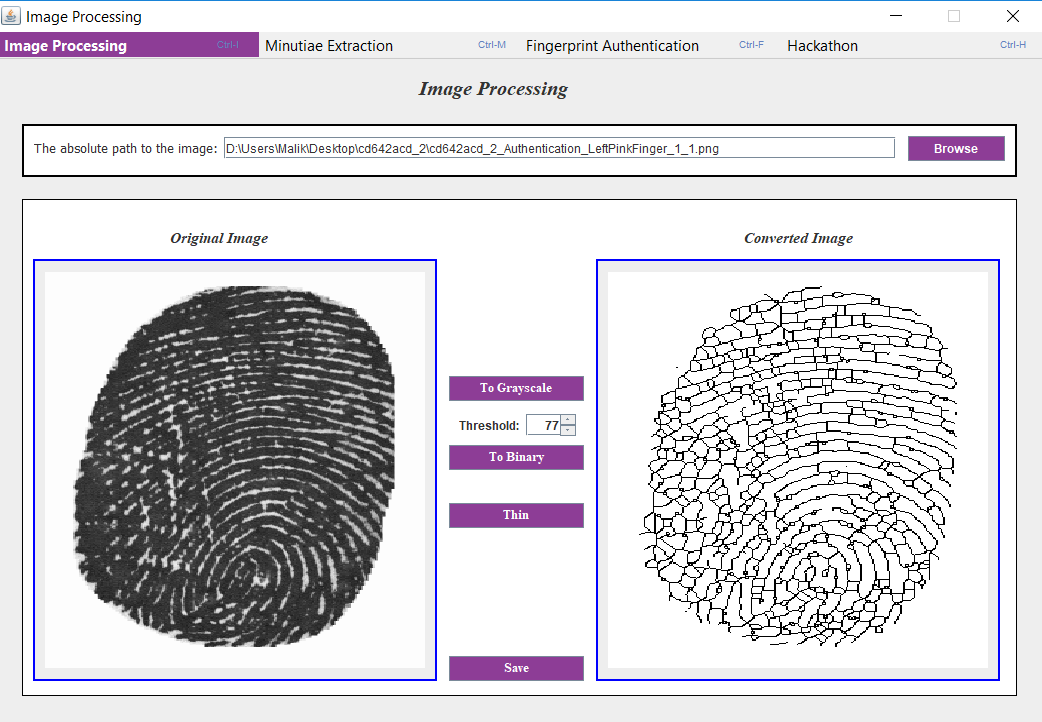 Image Processing
Image Processing Ctrl-I Minutiae Extraction Ctrl-M Fingerprint Authentication Ctrl-F Hackathon Ctrl-H
Image Processing
The absolute path to the image: D:\Users\Malik\Desktop\cd642acd_2\cd642acd_2_Authentication_LeftPinkFinger_1_1.png Browse
Original Image Converted Image
To Grayscale
Threshold: 77
To Binary
Thin
Save